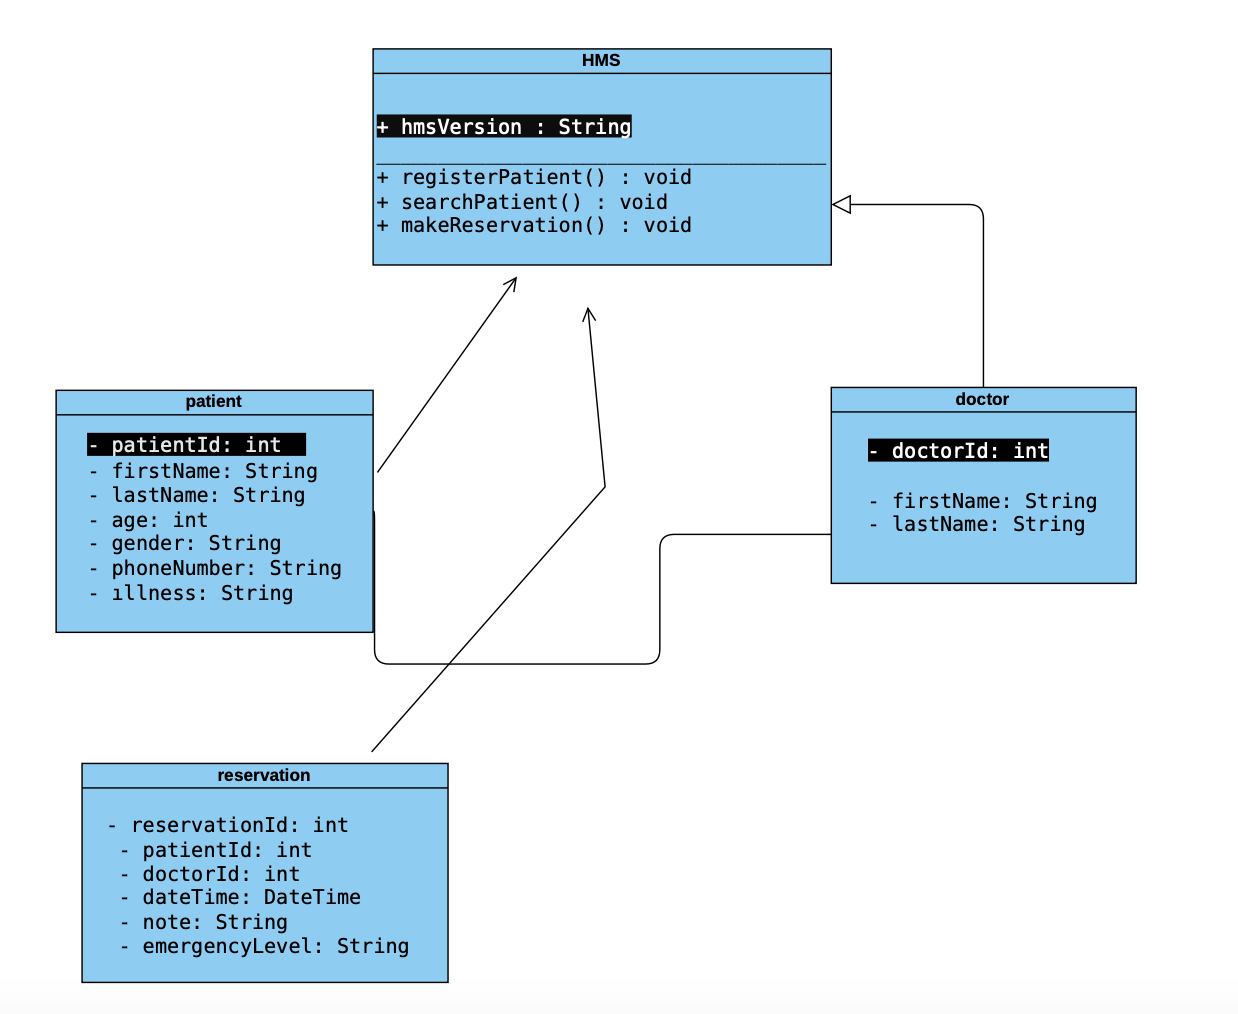 HMS
+ hmsVersion : String
+ registerPatient() : void
+ searchPatient() : void
+ makeReservation() : void
patient
- patientId: int
- firstName: String
- lastName: String
- age: int
- gender: String
- phoneNumber: String
- ıllness: String
doctor
- doctorId: int
- firstName: String
- lastName: String
reservation
- reservationId: int
- patientId: int
- doctorId: int
- dateTime: DateTime
- note: String
- emergencyLevel: String